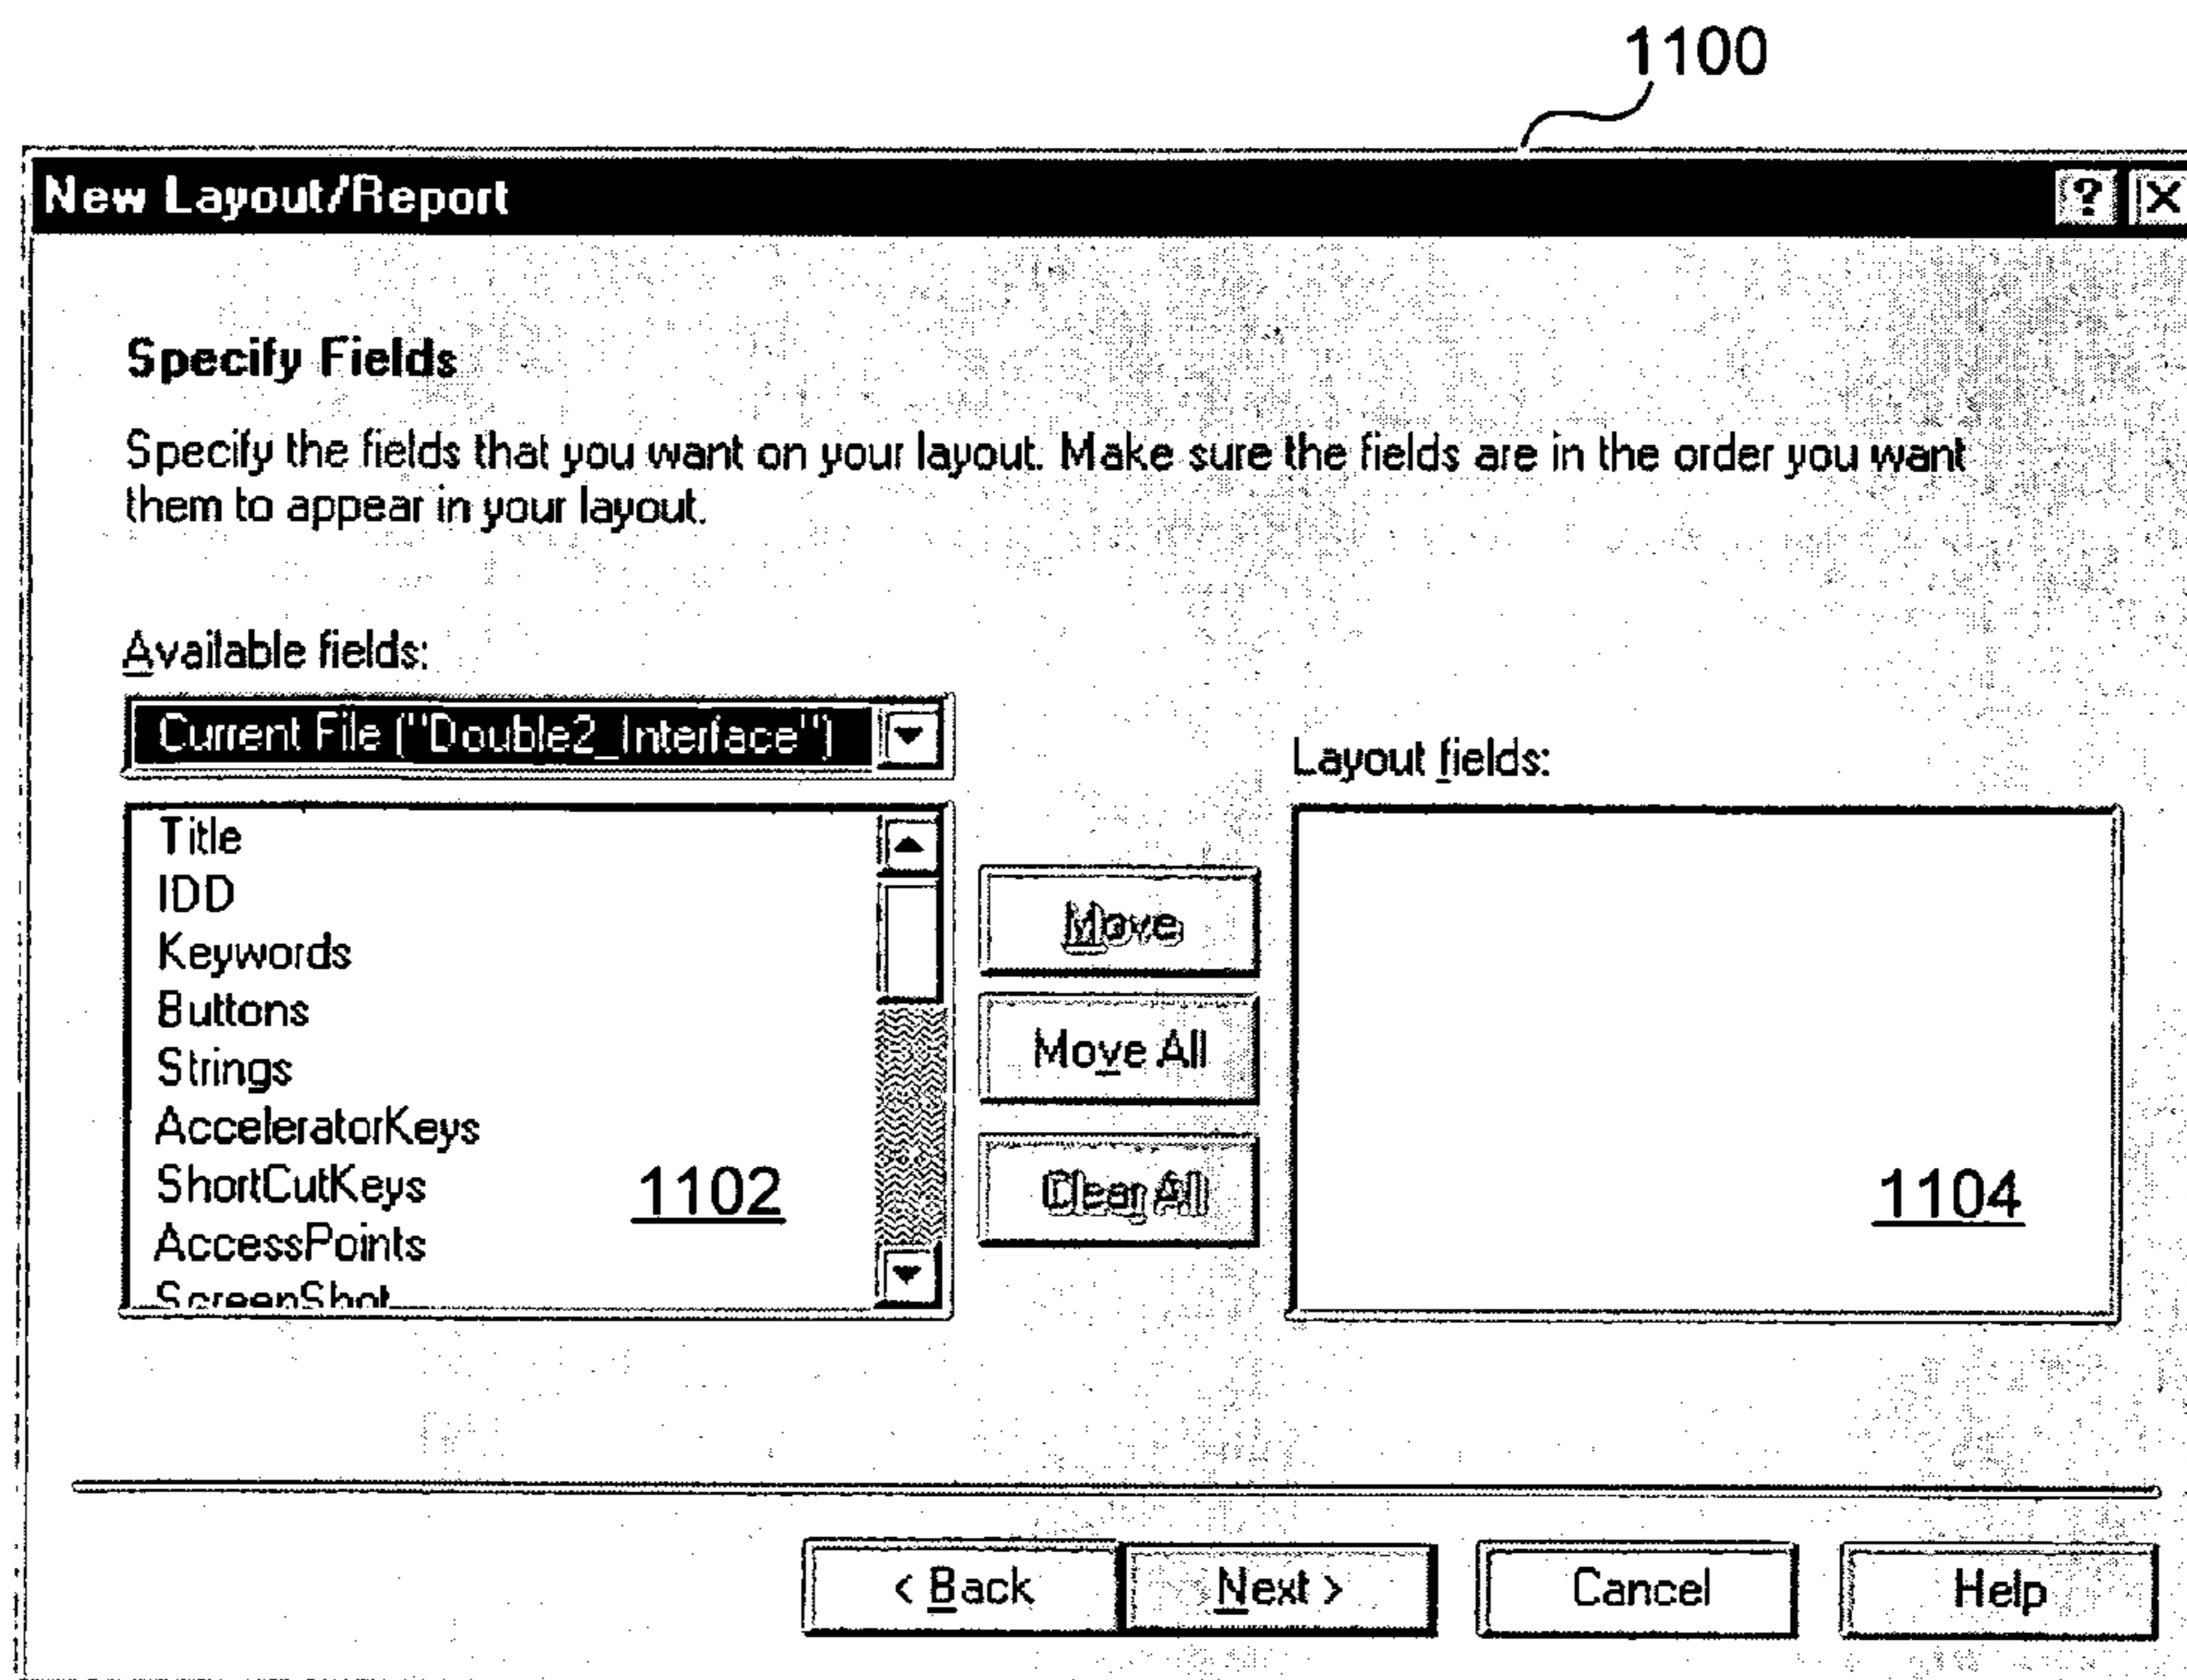 1100
New Layout/Report
Specify Fields
Specify the fields that you want on your layout. Make sure the fields are in the order you want
them to appear in your layout.
Available fields:
Current File ("Double2_Interface")
Layout fields:
Title
IDD
Keywords
Buttons
Strings
AcceleratorKeys
ShortCutKeys
AccessPoints
ScreenShot
1102
Move
Move All
Clear All
1104
< Back
Next >
Cancel
Help